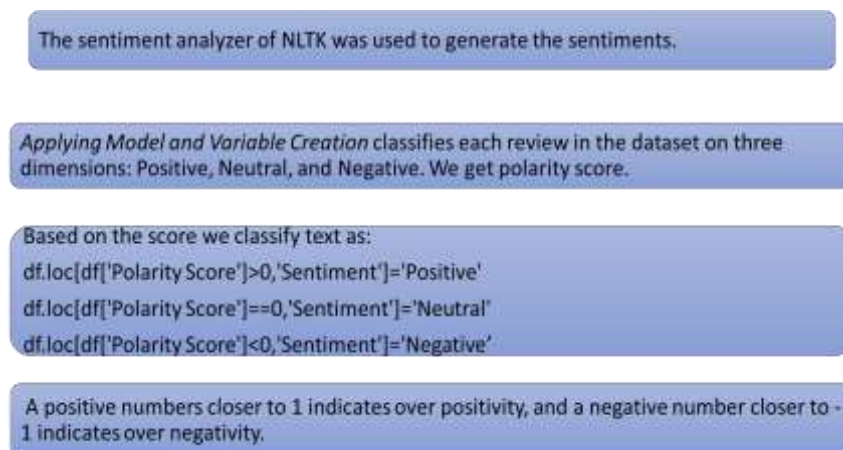 The sentiment analyzer of NLTK was used to generate the sentiments.
Applying Model and Variable Creation classifies each review in the dataset on three
dimensions: Positive, Neutral, and Negative. We get polarity score.
Based on the score we classify text as:
df.loc[df['Polarity Score']>0,'Sentiment']='Positive'
df.loc[df['Polarity Score']==0,'Sentiment']='Neutral'
df.loc[df['Polarity Score']<0,'Sentiment']='Negative’
A positive numbers closer to 1 indicates over positivity, and a negative number closer to -
1 indicates over negativity.